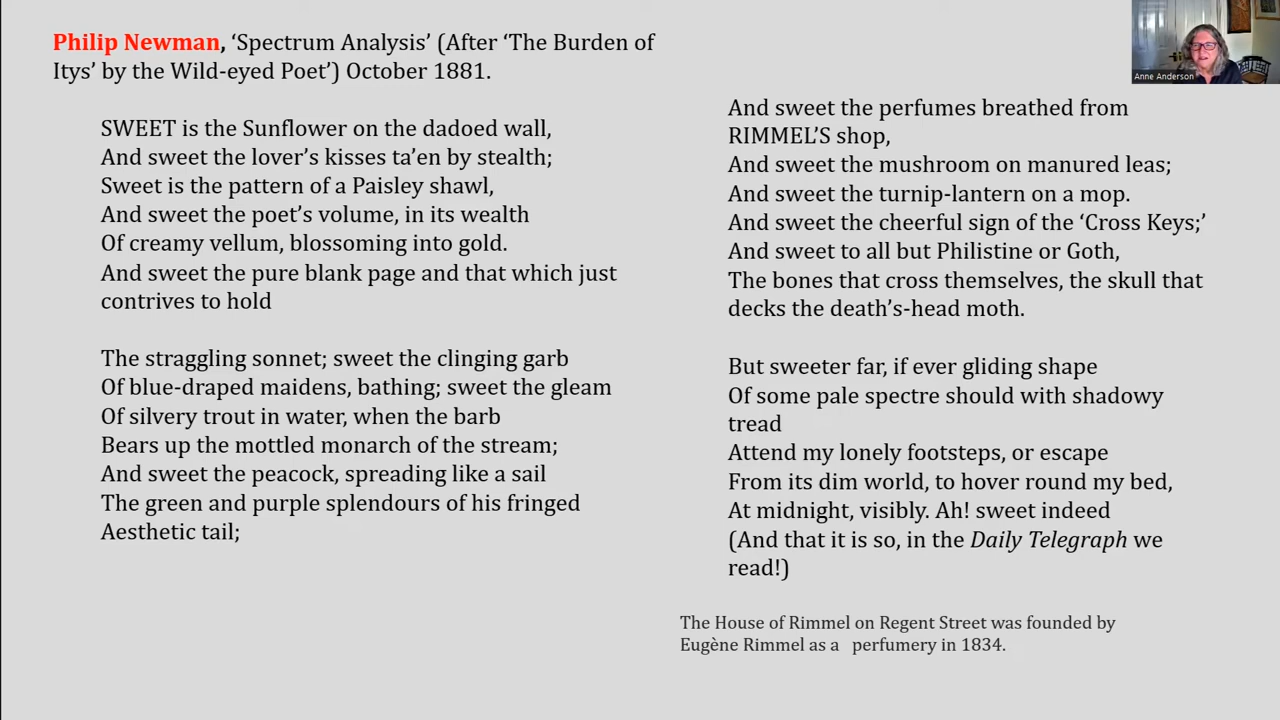 Philip Newman, ‘Spectrum Analysis’ (After ‘The Burden of
Itys’ by the Wild-eyed Poet’) October 1881.
SWEET is the Sunflower on the dadoed wall,
And sweet the lover’s kisses ta’en by stealth;
Sweet is the pattern of a Paisley shawl,
And sweet the poet’s volume, in its wealth
Of creamy vellum, blossoming into gold.
And sweet the pure blank page and that which just
contrives to hold
The straggling sonnet; sweet the clinging garb
Of blue-draped maidens, bathing; sweet the gleam
Of silvery trout in water, when the barb
Bears up the mottled monarch of the stream;
And sweet the peacock, spreading like a sail
The green and purple splendours of his fringed
Aesthetic tail;
And sweet the perfumes breathed from
RIMMEL’S shop,
And sweet the mushroom on manured leas;
And sweet the turnip-lantern on a mop.
And sweet the cheerful sign of the ‘Cross Keys;’
And sweet to all but Philistine or Goth,
The bones that cross themselves, the skull that
decks the death’s-head moth.
But sweeter far, if ever gliding shape
Of some pale spectre should with shadowy
tread
Attend my lonely footsteps, or escape
From its dim world, to hover round my bed,
At midnight, visibly. Ah! sweet indeed
(And that it is so, in the Daily Telegraph we
read!)
The House of Rimmel on Regent Street was founded by
Eugène Rimmel as a perfumery in 1834.
Anne Anderson